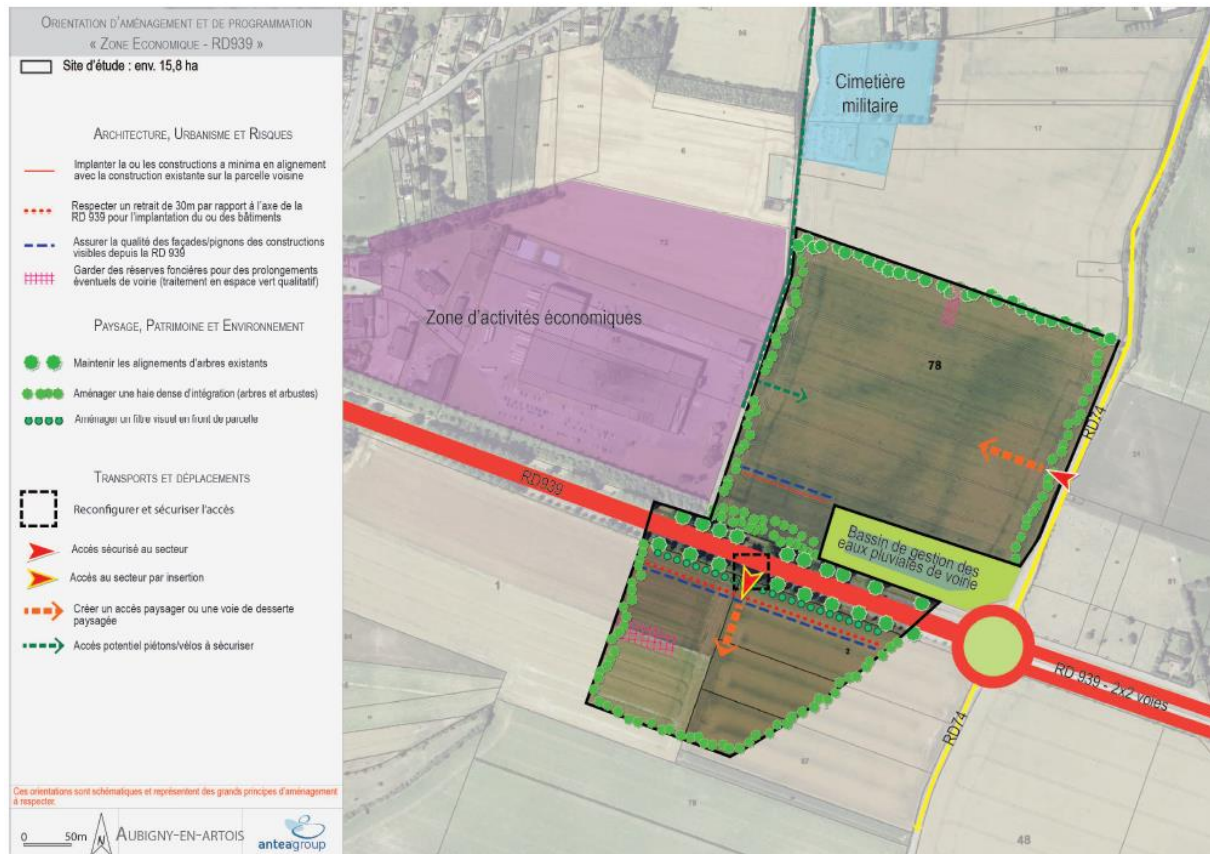 ORIENTATION D'AMÉNAGEMENT ET DE PROGRAMMATION
« ZONE ECONOMIQUE - RD939 »
Site d'étude : env. 15,8 ha
ARCHITECTURE, URBANISME ET RISQUES
Implanter la ou les constructions a minima en alignement
avec la construction existante sur la parcelle voisine
Respecter un retrait de 30m par rapport à l'axe de la
RD 939 pour l'implantation du ou des bâtiments
Assurer la qualité des façades/pignons des constructions
visibles depuis la RD 939
Garder des réserves foncières pour des prolongements
éventuels de voirie (traitement en espace vert qualitatif)
PAYSAGE, PATRIMOINE ET ENVIRONNEMENT
Maintenir les alignements d'arbres existants
Aménager une haie dense d'intégration (arbres et arbustes)
Aménager un filtre visuel en front de parcelle
TRANSPORTS ET DÉPLACEMENTS
Reconfigurer et sécuriser l'accès
Accès sécurisé au secteur
Accès au secteur par insertion
Créer un accès paysager ou une voie de desserte
paysagée
Accès potentiel piétons/vélos à sécuriser
Ces orientations sont schématiques et représentent des grands principes d'aménagement
à respecter.
0 50m N AUBIGNY-EN-ARTOIS
anteagroup
Cimetière
militaire
Zone d'activités économiques
78
RD74
RD939
Bassin de gestion des
eaux pluviales de voirie
RD 939 - 2x2 voies
RD74
1
48